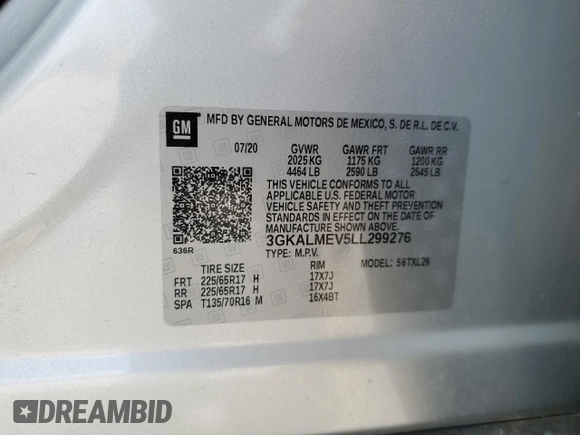 GM MFD BY GENERAL MOTORS DE MEXICO, S. DE R.L. DE C.V.
07/20 GVWR GAWR FRT GAWR RR
2025 KG 1175 KG 1200 KG
4464 LB 2590 LB 2645 LB
THIS VEHICLE CONFORMS TO ALL
APPLICABLE U.S. FEDERAL MOTOR
VEHICLE SAFETY AND THEFT PREVENTION
STANDARDS IN EFFECT ON THE DATE OF
MANUFACTURE SHOWN ABOVE.
3GKALMEV5LL299276
636R TYPE: M.P.V. MODEL: 56TXL26
TIRE SIZE RIM
FRT 225/65R17 H 17X7J
RR 225/65R17 H 17X7J
SPA T135/70R16 M 16X4BT
DREAMBID